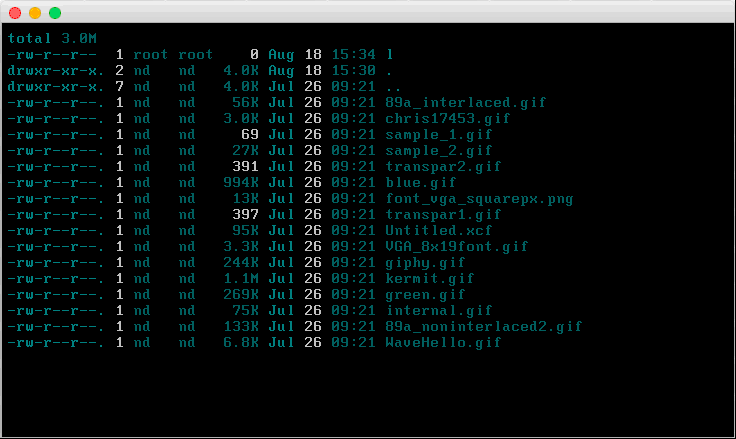 total 3.0M
-rw-r--r--  1 root root    0 Aug 18 15:34 l
drwxr-xr-x. 2 nd   nd   4.0K Aug 18 15:30 .
drwxr-xr-x. 7 nd   nd   4.0K Jul 26 09:21 ..
-rw-r--r--. 1 nd   nd    56K Jul 26 09:21 89a_interlaced.gif
-rw-r--r--. 1 nd   nd   3.0K Jul 26 09:21 chris17453.gif
-rw-r--r--. 1 nd   nd     69 Jul 26 09:21 sample_1.gif
-rw-r--r--. 1 nd   nd    27K Jul 26 09:21 sample_2.gif
-rw-r--r--. 1 nd   nd    391 Jul 26 09:21 transpar2.gif
-rw-r--r--. 1 nd   nd   994K Jul 26 09:21 blue.gif
-rw-r--r--. 1 nd   nd    13K Jul 26 09:21 font_vga_squarepx.png
-rw-r--r--. 1 nd   nd    397 Jul 26 09:21 transpar1.gif
-rw-r--r--. 1 nd   nd    95K Jul 26 09:21 Untitled.xcf
-rw-r--r--. 1 nd   nd   3.3K Jul 26 09:21 VGA_8x19font.gif
-rw-r--r--. 1 nd   nd   244K Jul 26 09:21 giphy.gif
-rw-r--r--. 1 nd   nd   1.1M Jul 26 09:21 kermit.gif
-rw-r--r--. 1 nd   nd   269K Jul 26 09:21 green.gif
-rw-r--r--. 1 nd   nd    75K Jul 26 09:21 internal.gif
-rw-r--r--. 1 nd   nd   133K Jul 26 09:21 89a_noninterlaced2.gif
-rw-r--r--. 1 nd   nd   6.8K Jul 26 09:21 WaveHello.gif